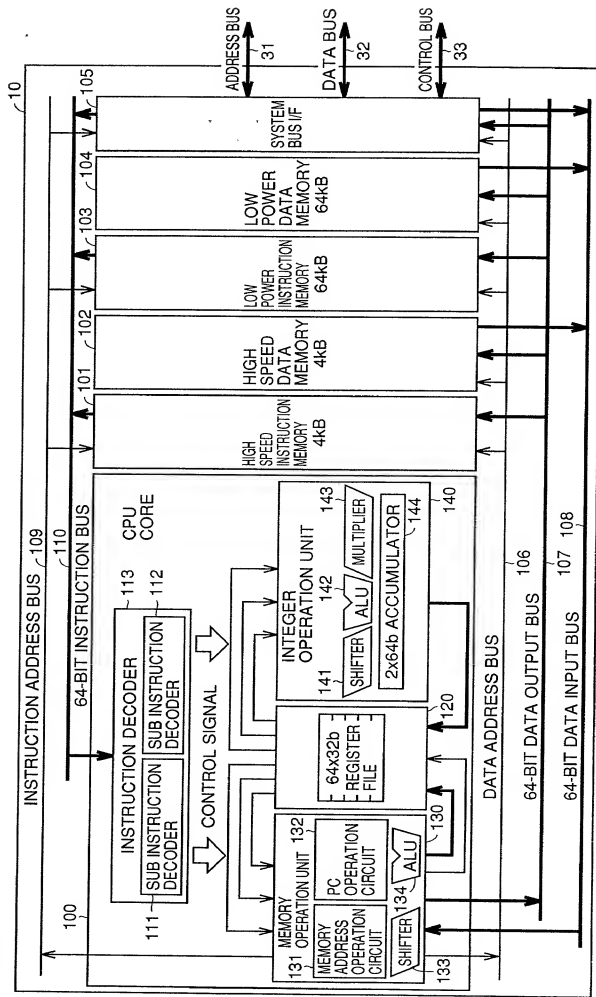 10
INSTRUCTION ADDRESS BUS
109
110
64-BIT INSTRUCTION BUS
100
CPU
CORE
INSTRUCTION DECODER
113
SUB INSTRUCTION
DECODER
111
SUB INSTRUCTION
DECODER
112
CONTROL SIGNAL
MEMORY
OPERATION UNIT
131
MEMORY
ADDRESS
OPERATION
CIRCUIT
132
PC
OPERATION
CIRCUIT
SHIFTER
133
ALU
134
130
64x32b
REGISTER
FILE
120
INTEGER
OPERATION UNIT
141
SHIFTER
142
ALU
143
MULTIPLIER
2x64b ACCUMULATOR
144
140
101
HIGH
SPEED
INSTRUCTION
MEMORY
4kB
102
HIGH
SPEED
DATA
MEMORY
4kB
103
LOW
POWER
INSTRUCTION
MEMORY
64kB
104
LOW
POWER
DATA
MEMORY
64kB
105
SYSTEM
BUS I/F
ADDRESS BUS
31
DATA BUS
32
CONTROL BUS
33
DATA ADDRESS BUS
106
64-BIT DATA OUTPUT BUS
107
64-BIT DATA INPUT BUS
108